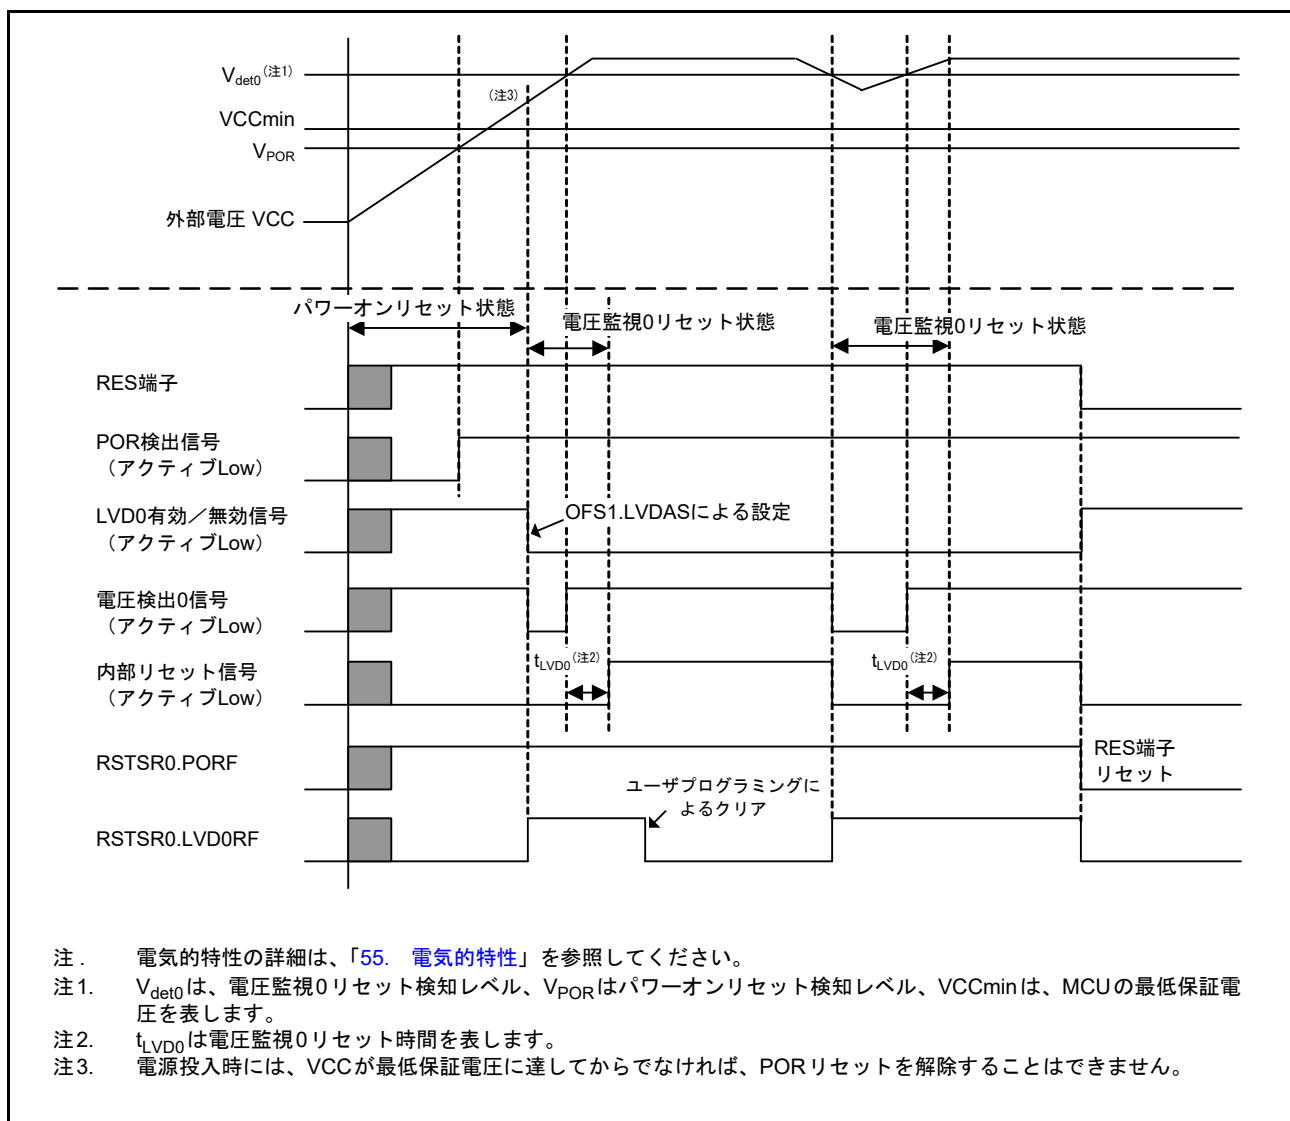 Vdet0（注1）
（注3）
VCCmin
VPOR
外部電圧 VCC
パワーオンリセット状態
電圧監視0リセット状態
電圧監視0リセット状態
RES端子
POR検出信号
（アクティブLow）
LVD0有効／無効信号
（アクティブLow）
OFS1.LVDASによる設定
電圧検出0信号
（アクティブLow）
tLVD0（注2）
tLVD0（注2）
内部リセット信号
（アクティブLow）
RSTSR0.PORF
RES端子
リセット
ユーザプログラミングに
よるクリア
RSTSR0.LVD0RF
注． 電気的特性の詳細は、「55. 電気的特性」を参照してください。
注1. Vdet0は、電圧監視0リセット検知レベル、VPORはパワーオンリセット検知レベル、VCCminは、MCUの最低保証電
圧を表します。
注2. tLVD0は電圧監視0リセット時間を表します。
注3. 電源投入時には、VCCが最低保証電圧に達してからでなければ、PORリセットを解除することはできません。